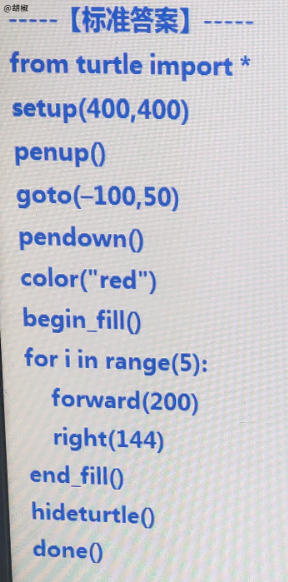 @胡椒
-----【标准答案】-----
from turtle import *
setup(400,400)
penup()
goto(–100,50)
pendown()
color("red")
begin_fill()
for i in range(5):
forward(200)
right(144)
end_fill()
hideturtle()
done()